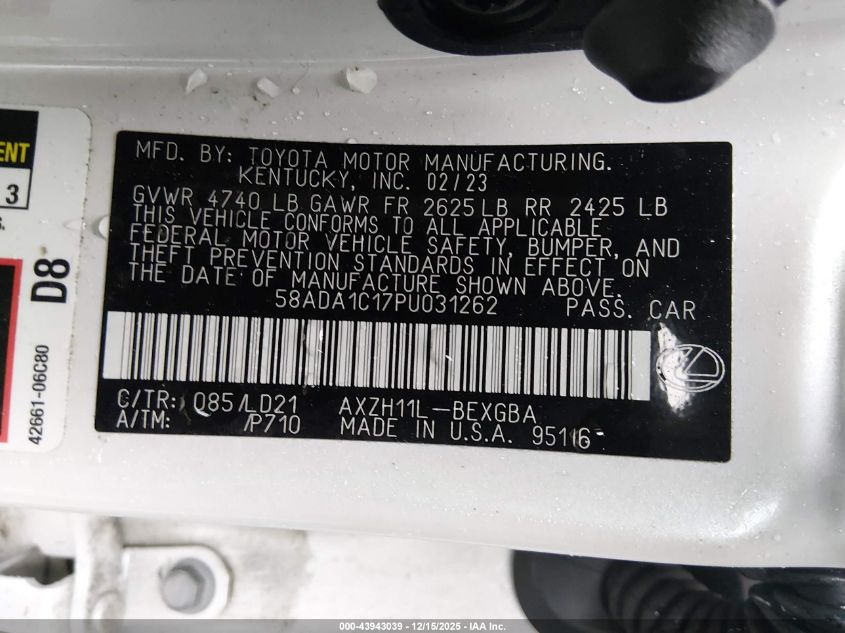 MFD. BY: TOYOTA MOTOR MANUFACTURING.
KENTUCKY, INC. 02/23
GVWR 4740 LB GAWR FR 2625 LB RR 2425 LB
THIS VEHICLE CONFORMS TO ALL APPLICABLE
FEDERAL MOTOR VEHICLE SAFETY, BUMPER, AND
THEFT PREVENTION STANDARDS IN EFFECT ON
THE DATE OF MANUFACTURE SHOWN ABOVE.
58ADA1C17PU031262 PASS. CAR
C/TR: 085/LD21 AXZH11L-BEXGBA
A/TM: /P710 MADE IN U.S.A. 95116
ENT
3
S.
D8
42661-06C80
000-43943039 - 12/15/2025 - IAA Inc.